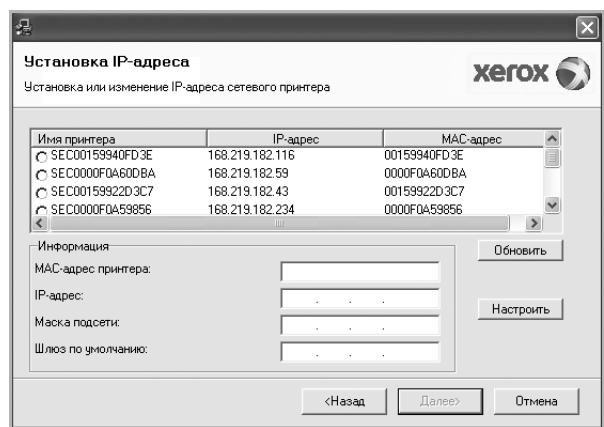 Установка IP-адреса
Установка или изменение IP-адреса сетевого принтера
xerox
Имя принтера IP-адрес MAC-адрес
SEC00159940FD3E 168.219.182.116 00159940FD3E
SEC0000F0A60DBA 168.219.182.59 0000F0A60DBA
SEC00159922D3C7 168.219.182.43 00159922D3C7
SEC0000F0A59856 168.219.182.234 0000F0A59856
Информация
MAC-адрес принтера:
IP-адрес:
Маска подсети:
Шлюз по умолчанию:
Обновить
Настроить
<Назад Далее> Отмена